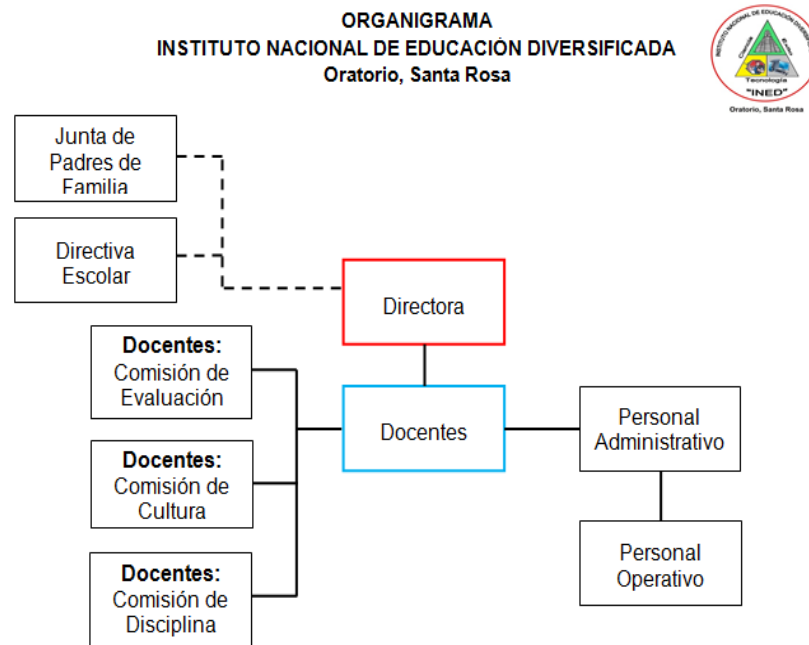 ORGANIGRAMA
INSTITUTO NACIONAL DE EDUCACIÓN DIVERSIFICADA
Oratorio, Santa Rosa
Tecnología
"INED"
Oratorio, Santa Rosa
Junta de
Padres de
Familia
Directiva
Escolar
Directora
Docentes:
Comisión de
Evaluación
Docentes
Personal
Administrativo
Docentes:
Comisión de
Cultura
Personal
Operativo
Docentes:
Comisión de
Disciplina